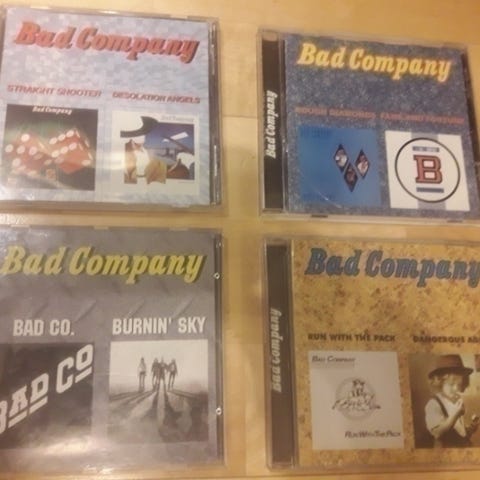 Bad Company
STRAIGHT SHOOTER DESOLATION ANGELS
Bad Company
Bad Company
Bad Company
ROUGH DIAMONDS FAME AND FORTUNE
B
Bad Company
BAD CO. BURNIN' SKY
BAD CO
Bad Company
Bad Company
RUN WITH THE PACK DANGEROUS
BAD COMPANY
RUN WITH THE PACK